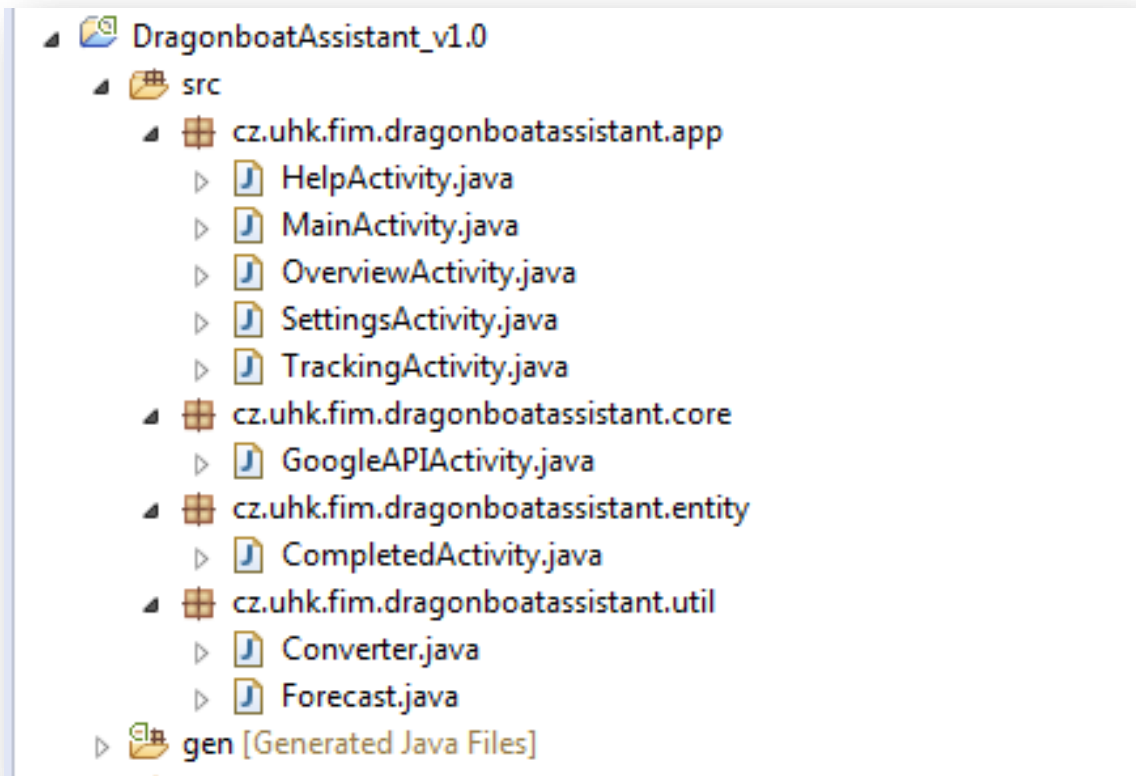 DragonboatAssistant_v1.0
src
cz.uhk.fim.dragonboatassistant.app
HelpActivity.java
MainActivity.java
OverviewActivity.java
SettingsActivity.java
TrackingActivity.java
cz.uhk.fim.dragonboatassistant.core
GoogleAPIActivity.java
cz.uhk.fim.dragonboatassistant.entity
CompletedActivity.java
cz.uhk.fim.dragonboatassistant.util
Converter.java
Forecast.java
gen [Generated Java Files]